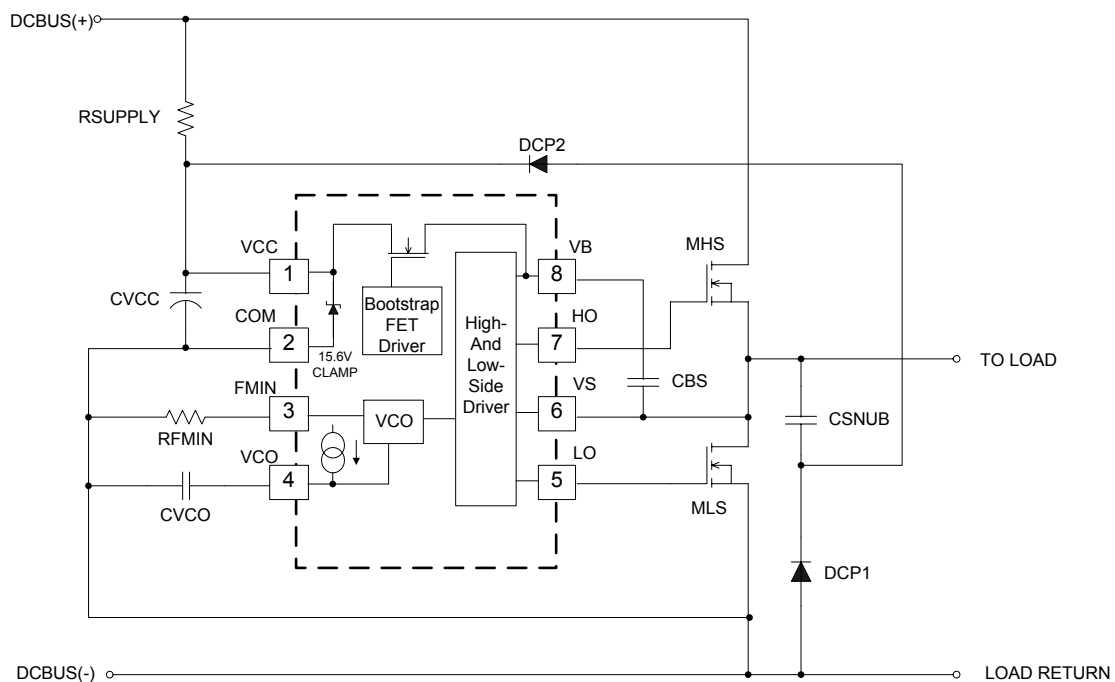 DCBUS(+)
RSUPPLY
DCP2
VCC
1
CVCC
COM
2
15.6V
CLAMP
Bootstrap
FET
Driver
High-
And
Low-
Side
Driver
VB
8
HO
7
VS
6
LO
5
MHS
CBS
TO LOAD
CSNUB
FMIN
3
RFMIN
VCO
VCO
4
CVCO
MLS
DCP1
DCBUS(-)
LOAD RETURN